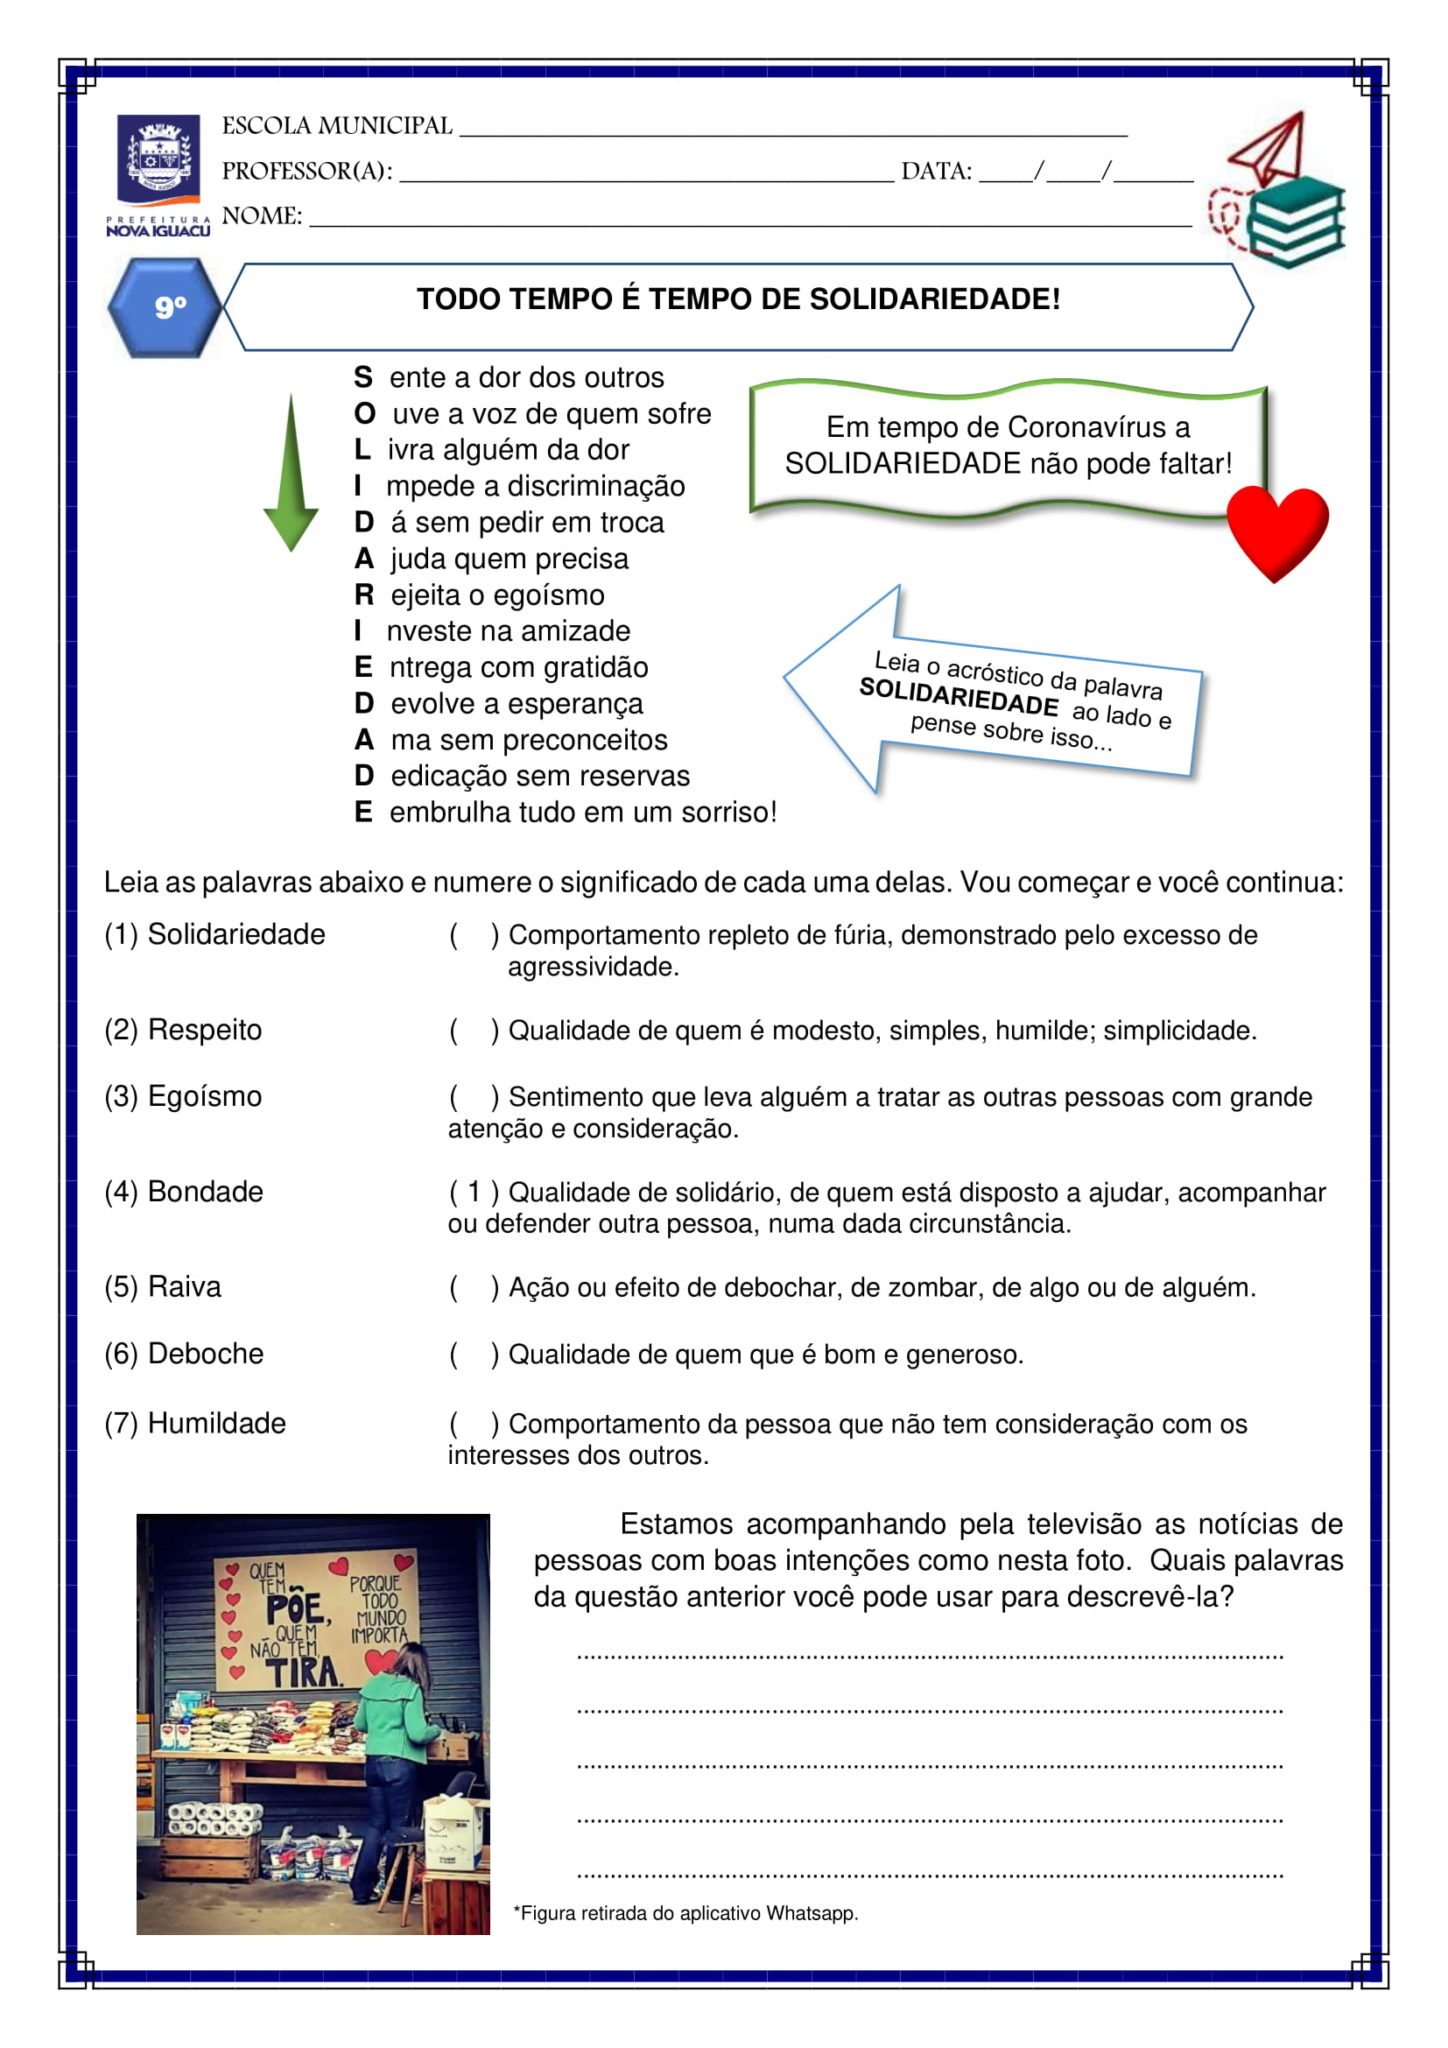 ESCOLA MUNICIPAL ______________________________________________
PROFESSOR(A): __________________________________ DATA: ____/____/______
NOME: _____________________________________________________________
PREFEITURA
NOVA IGUAÇU
9º
TODO TEMPO É TEMPO DE SOLIDARIEDADE!
S ente a dor dos outros
O uve a voz de quem sofre
L ivra alguém da dor
I mpede a discriminação
D á sem pedir em troca
A juda quem precisa
R ejeita o egoísmo
I nveste na amizade
E ntrega com gratidão
D evolve a esperança
A ma sem preconceitos
D edicação sem reservas
E embrulha tudo em um sorriso!
Em tempo de Coronavírus a
SOLIDARIEDADE não pode faltar!
Leia o acróstico da palavra
SOLIDARIEDADE ao lado e
pense sobre isso...
Leia as palavras abaixo e numere o significado de cada uma delas. Vou começar e você continua:
(1) Solidariedade ( ) Comportamento repleto de fúria, demonstrado pelo excesso de
agressividade.
(2) Respeito ( ) Qualidade de quem é modesto, simples, humilde; simplicidade.
(3) Egoísmo ( ) Sentimento que leva alguém a tratar as outras pessoas com grande
atenção e consideração.
(4) Bondade ( 1 ) Qualidade de solidário, de quem está disposto a ajudar, acompanhar
ou defender outra pessoa, numa dada circunstância.
(5) Raiva ( ) Ação ou efeito de debochar, de zombar, de algo ou de alguém.
(6) Deboche ( ) Qualidade de quem que é bom e generoso.
(7) Humildade ( ) Comportamento da pessoa que não tem consideração com os
interesses dos outros.
Estamos acompanhando pela televisão as notícias de
pessoas com boas intenções como nesta foto. Quais palavras
da questão anterior você pode usar para descrevê-la?
QUEM
TEM
PÕE,
QUEM
NÃO TEM,
TIRA.
PORQUE
TODO
MUNDO
IMPORTA
*Figura retirada do aplicativo Whatsapp.